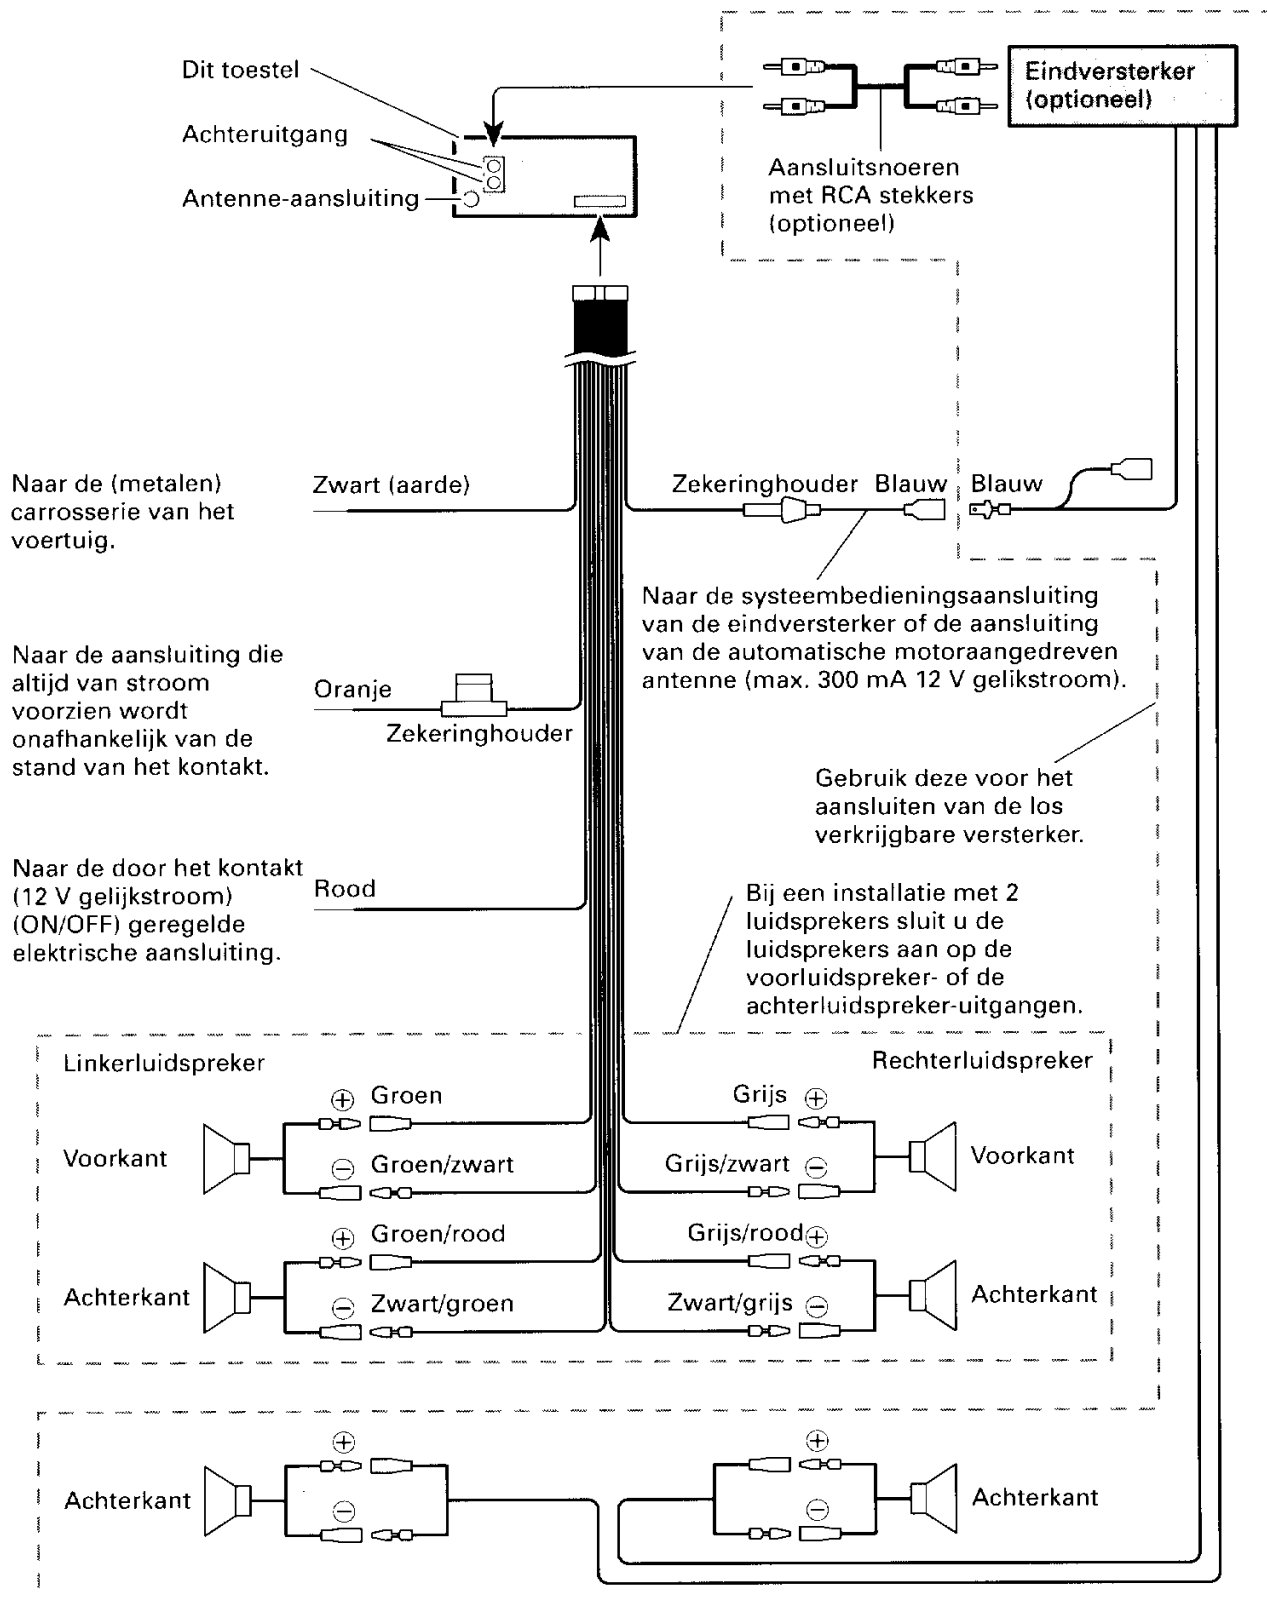 Dit toestel
Achteruitgang
Antenne-aansluiting
Eindversterker
(optioneel)
Aansluitsnoeren
met RCA stekkers
(optioneel)
Naar de (metalen)
carrosserie van het
voertuig.
Zwart (aarde)
Zekeringhouder
Blauw
Blauw
Naar de systeembedieningsaansluiting
van de eindversterker of de aansluiting
van de automatische motoraangedreven
antenne (max. 300 mA 12 V gelikstroom).
Naar de aansluiting die
altijd van stroom
voorzien wordt
onafhankelijk van de
stand van het kontakt.
Oranje
Zekeringhouder
Gebruik deze voor het
aansluiten van de los
verkrijgbare versterker.
Naar de door het kontakt
(12 V gelijkstroom)
(ON/OFF) geregelde
elektrische aansluiting.
Rood
Bij een installatie met 2
luidsprekers sluit u de
luidsprekers aan op de
voorluidspreker- of de
achterluidspreker-uitgangen.
Linkerluidspreker
Rechterluidspreker
⊕ Groen
Grijs ⊕
Voorkant
⊖ Groen/zwart
Grijs/zwart ⊖
Voorkant
⊕ Groen/rood
Grijs/rood ⊕
Achterkant
⊖ Zwart/groen
Zwart/grijs ⊖
Achterkant
⊕
⊕
Achterkant
⊖
⊖
Achterkant